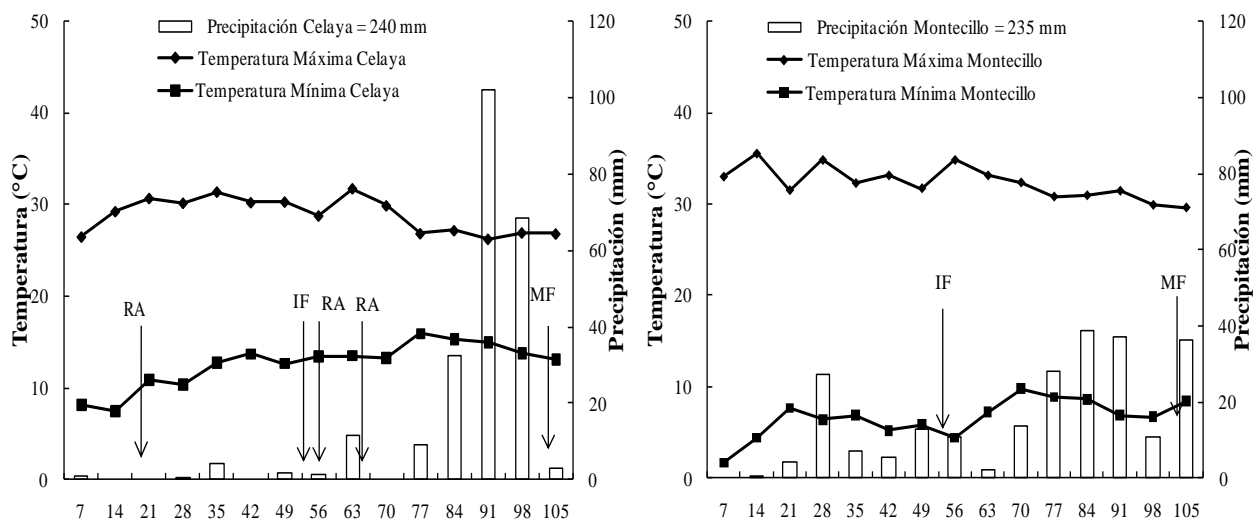 Precipitación Celaya = 240 mm
Temperatura Máxima Celaya
Temperatura Mínima Celaya
50
40
30
20
10
0
Temperatura (°C)
120
100
80
60
40
20
0
Precipitación (mm)
RA
IF
RA
RA
MF
7 14 21 28 35 42 49 56 63 70 77 84 91 98 105
Precipitación Montecillo = 235 mm
Temperatura Máxima Montecillo
Temperatura Mínima Montecillo
50
40
30
20
10
0
Temperatura (°C)
120
100
80
60
40
20
0
Precipitación (mm)
IF
MF
7 14 21 28 35 42 49 56 63 70 77 84 91 98 105